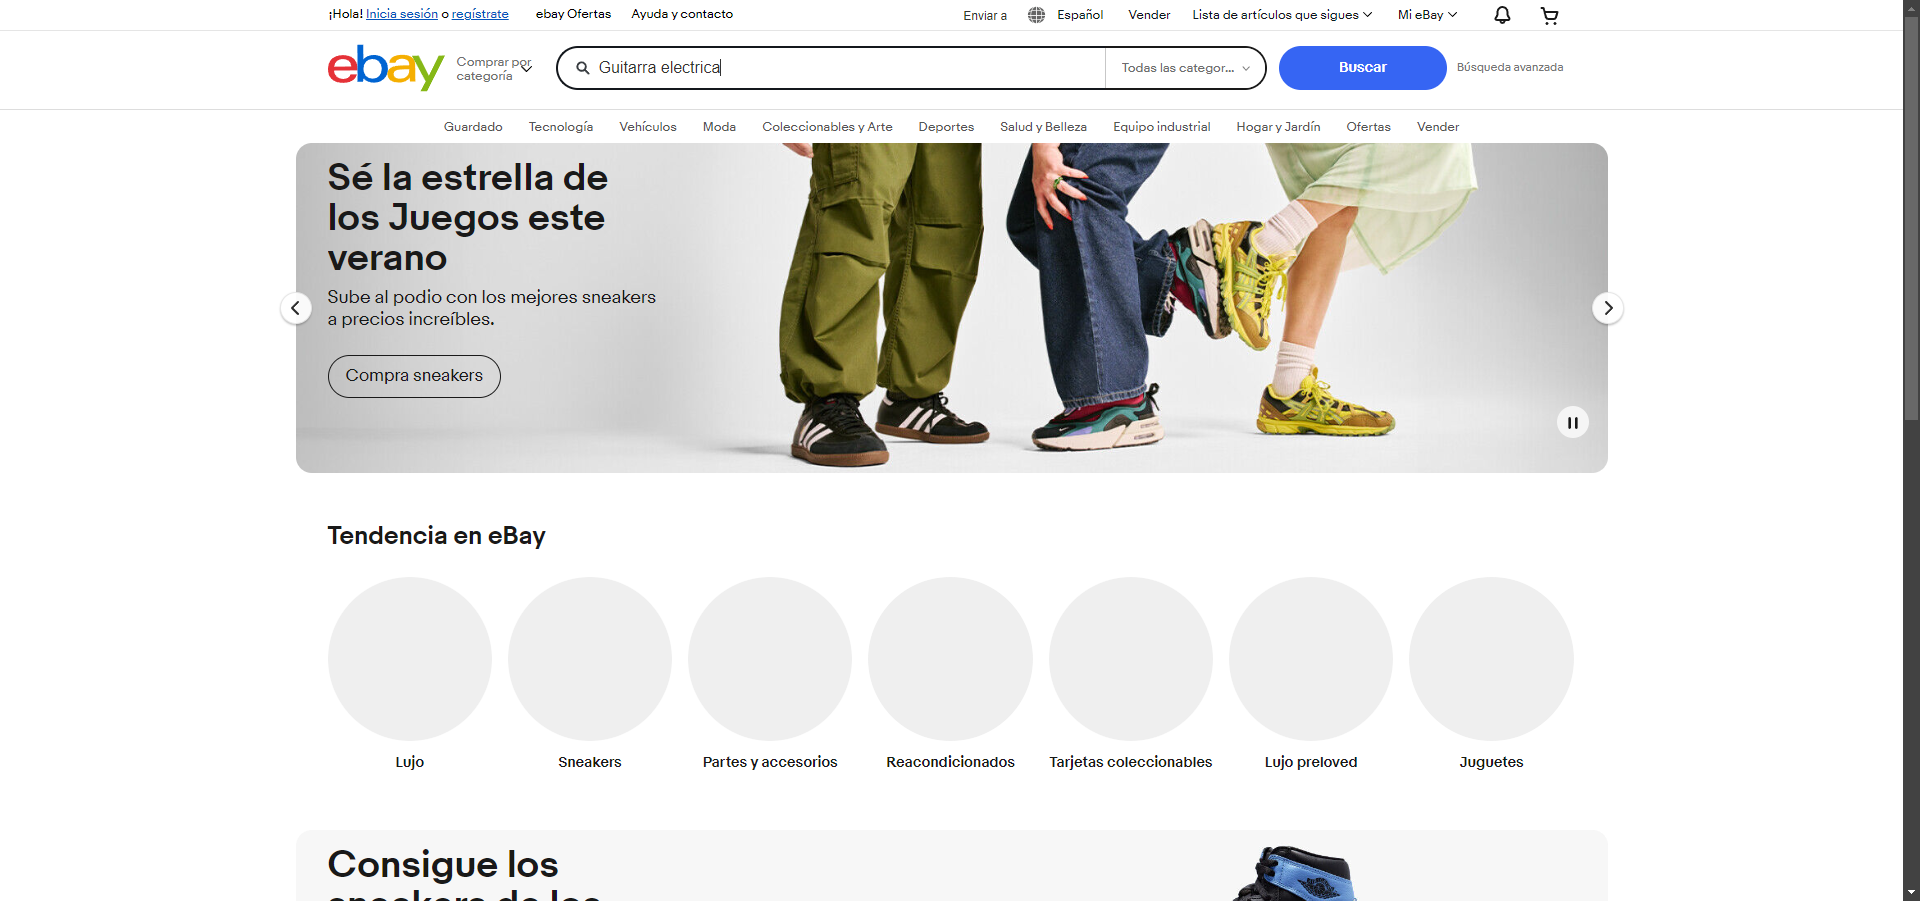 ¡Hola! Inicia sesión o regístrate ebay Ofertas Ayuda y contacto Enviar a Español Vender Lista de artículos que sigues Mi eBay
ebay Comprar por categoría Guitarra electrica Todas las categor... Buscar Búsqueda avanzada
Guardado Tecnología Vehículos Moda Coleccionables y Arte Deportes Salud y Belleza Equipo industrial Hogar y Jardín Ofertas Vender
Sé la estrella de
los Juegos este
verano
Sube al podio con los mejores sneakers
a precios increíbles.
Compra sneakers
Tendencia en eBay
Lujo Sneakers Partes y accesorios Reacondicionados Tarjetas coleccionables Lujo preloved Juguetes
Consigue los
sneakers de los